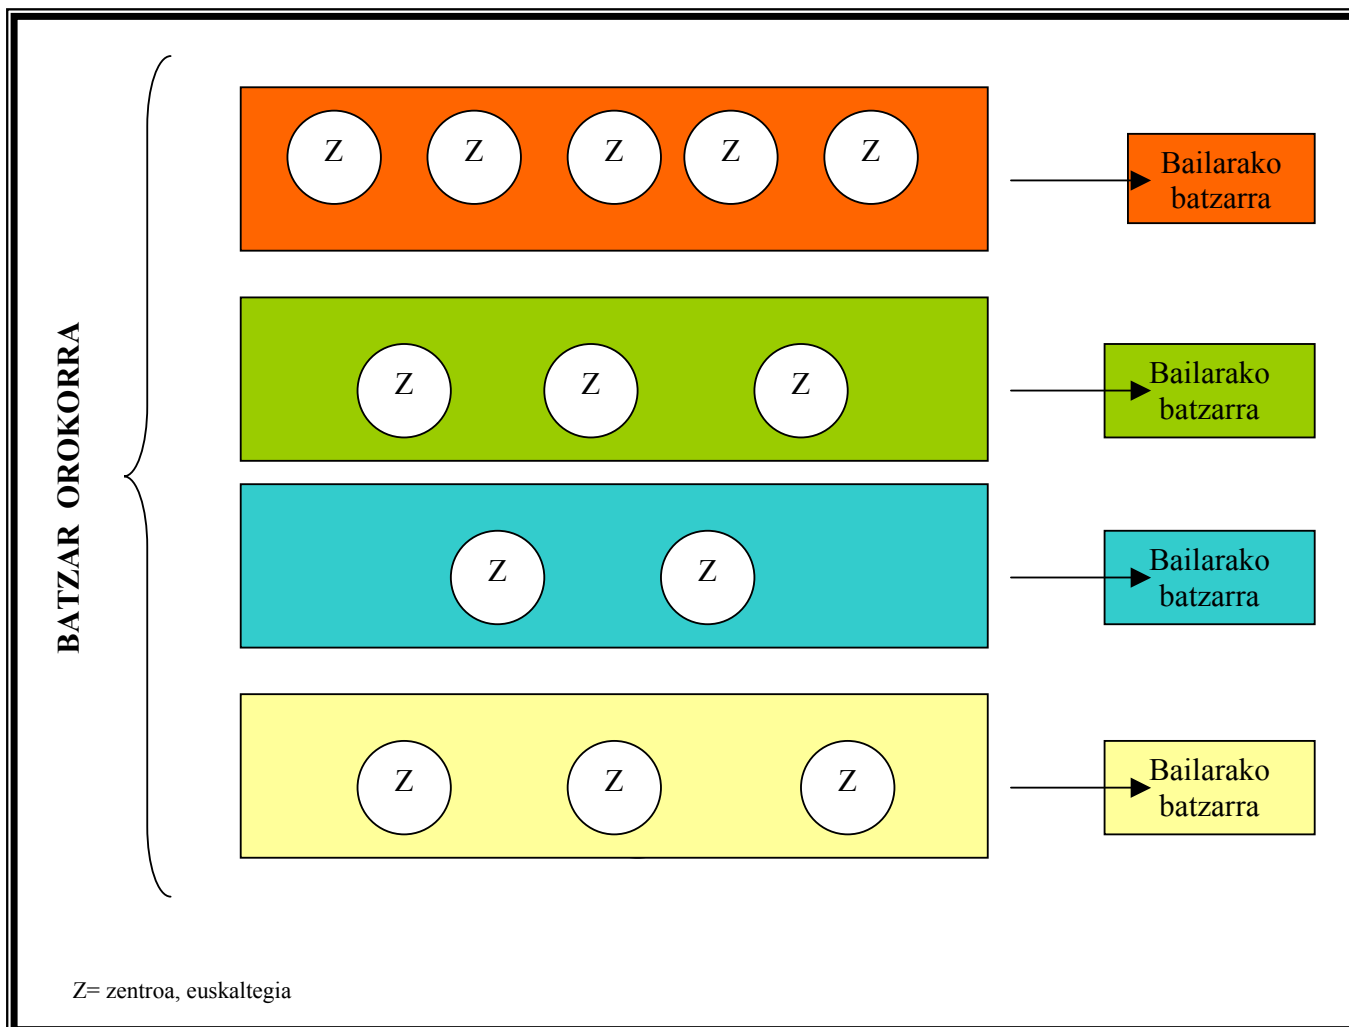 BATZAR OROKORRA
Z Z Z Z Z
Bailarako
batzarra
Z Z Z
Bailarako
batzarra
Z Z
Bailarako
batzarra
Z Z Z
Bailarako
batzarra
Z= zentroa, euskaltegia